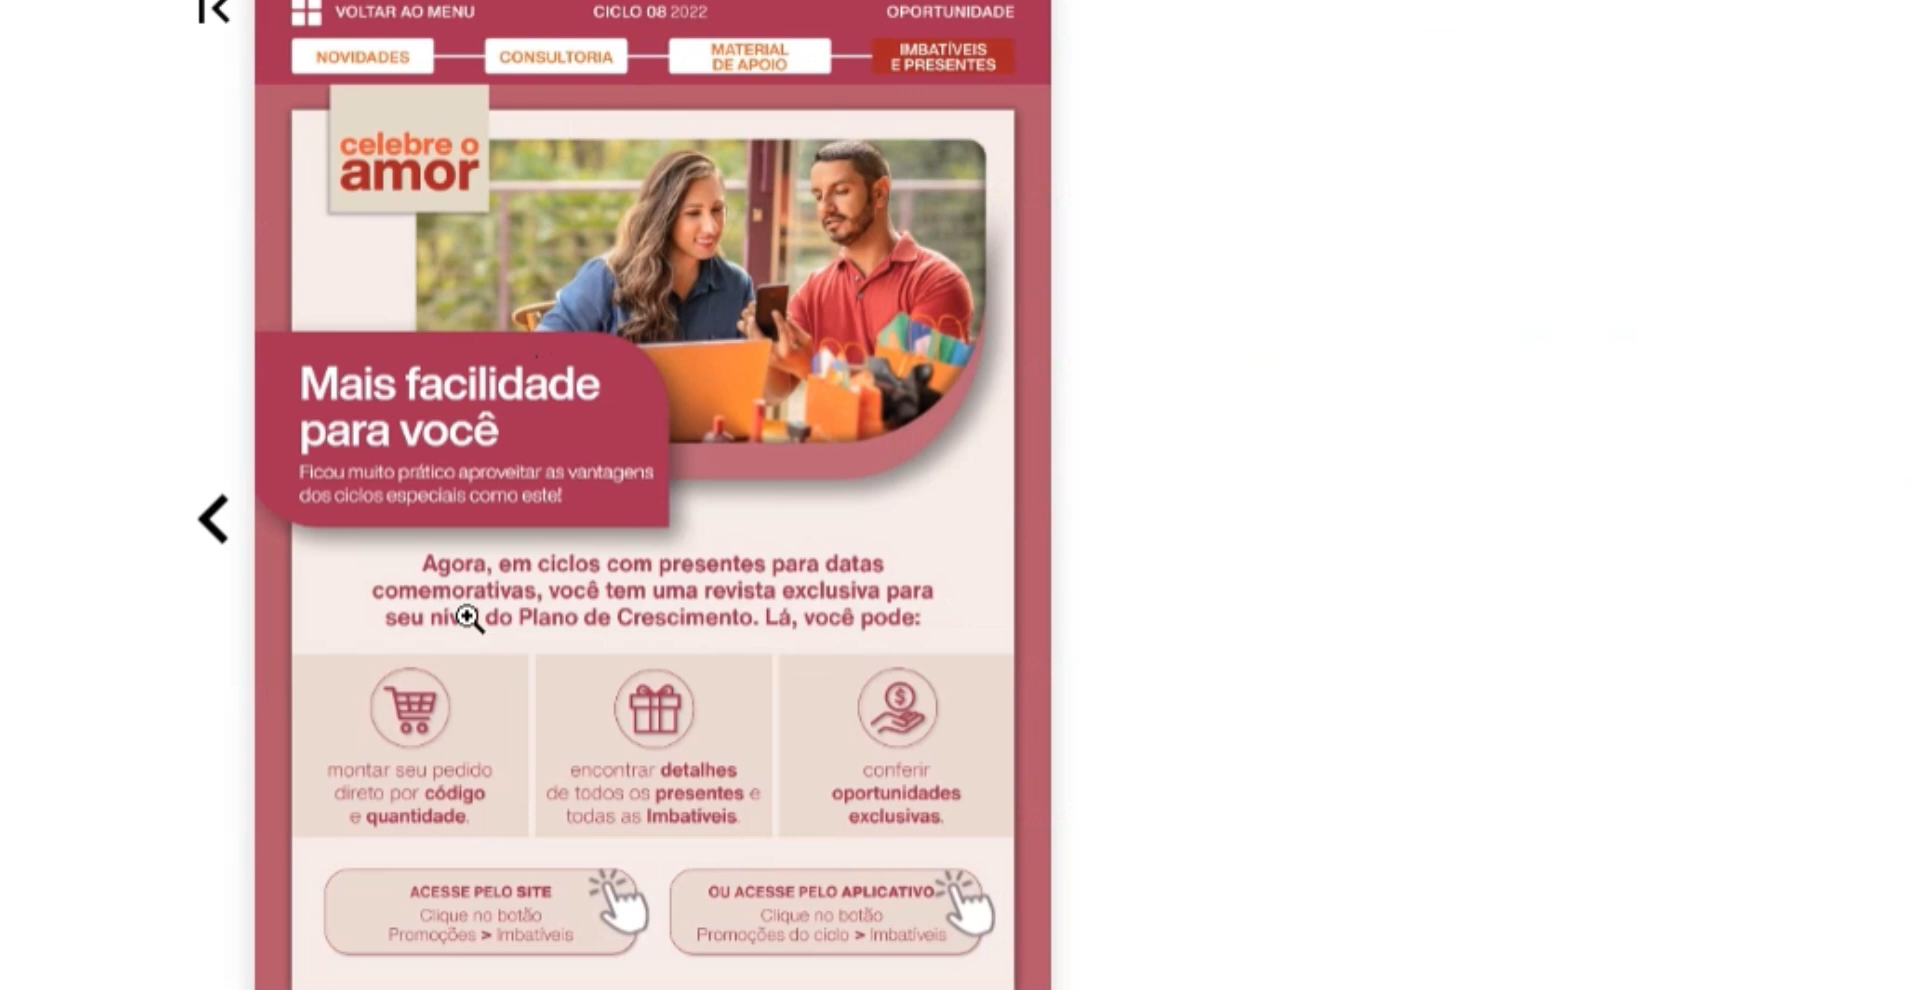 VOLTAR AO MENU
CICLO 08 2022
OPORTUNIDADE
NOVIDADES
CONSULTORIA
MATERIAL
DE APOIO
IMBATÍVEIS
E PRESENTES
celebre o
amor
Mais facilidade
para você
Ficou muito prático aproveitar as vantagens
dos ciclos especiais como este!
Agora, em ciclos com presentes para datas
comemorativas, você tem uma revista exclusiva para
seu do Plano de Crescimento. Lá, você pode:
montar seu pedido
direto por código
e quantidade.
encontrar detalhes
de todos os presentes e
todas as Imbatíveis.
conferir
oportunidades
exclusivas.
ACESSE PELO SITE
Clique no botão
Promoções > Imbatíveis
OU ACESSE PELO APLICATIVO
Clique no botão
Promoções do ciclo > Imbatíveis